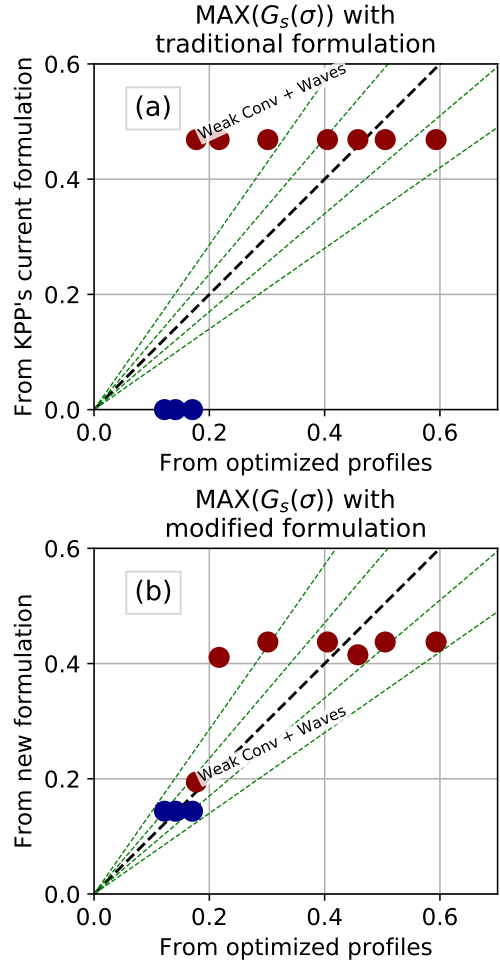 MAX(Gₛ(σ)) with
traditional formulation
(a)
Weak Conv + Waves
From KPP's current formulation
0.6
0.4
0.2
0.0
0.0 0.2 0.4 0.6
From optimized profiles
MAX(Gₛ(σ)) with
modified formulation
(b)
Weak Conv + Waves
From new formulation
0.6
0.4
0.2
0.0
0.0 0.2 0.4 0.6
From optimized profiles